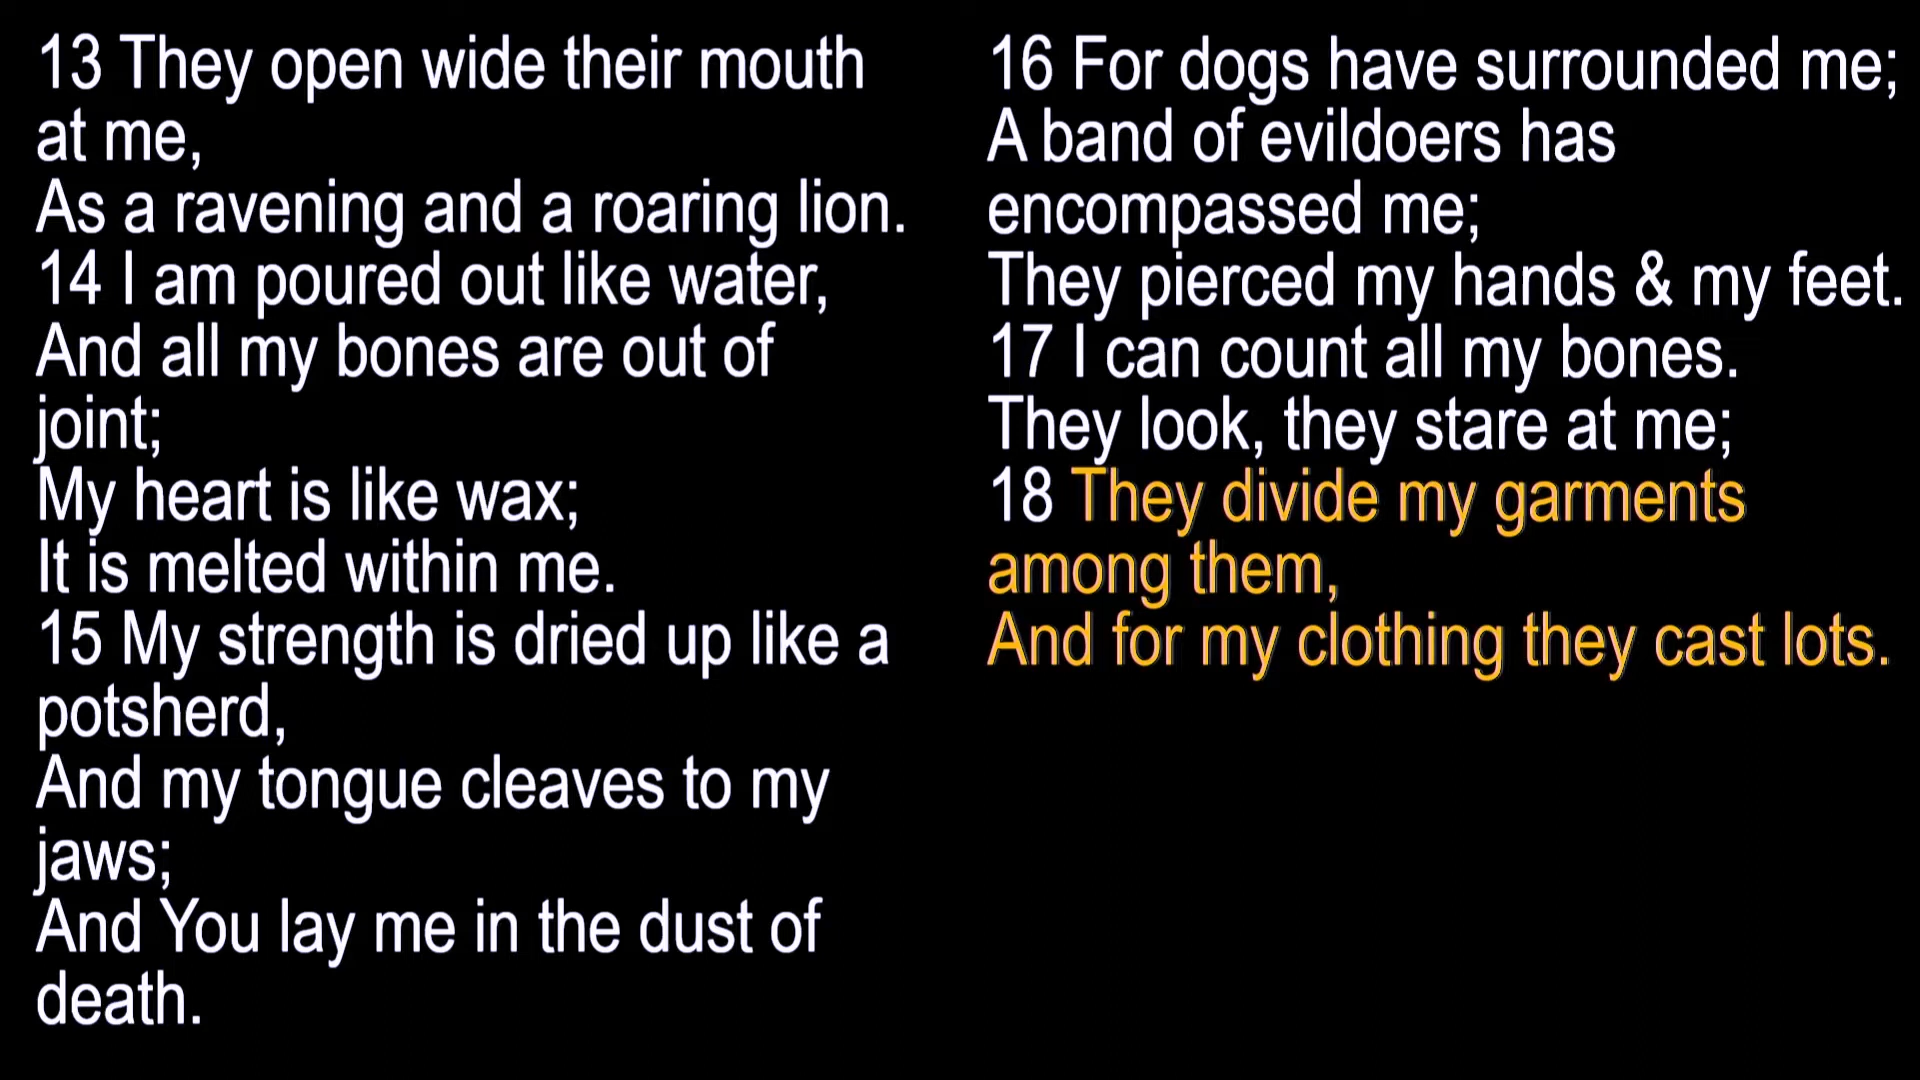 13 They open wide their mouth
at me,
As a ravening and a roaring lion.
14 I am poured out like water,
And all my bones are out of
joint;
My heart is like wax;
It is melted within me.
15 My strength is dried up like a
potsherd,
And my tongue cleaves to my
jaws;
And You lay me in the dust of
death.
16 For dogs have surrounded me;
A band of evildoers has
encompassed me;
They pierced my hands & my feet.
17 I can count all my bones.
They look, they stare at me;
18 They divide my garments
among them,
And for my clothing they cast lots.